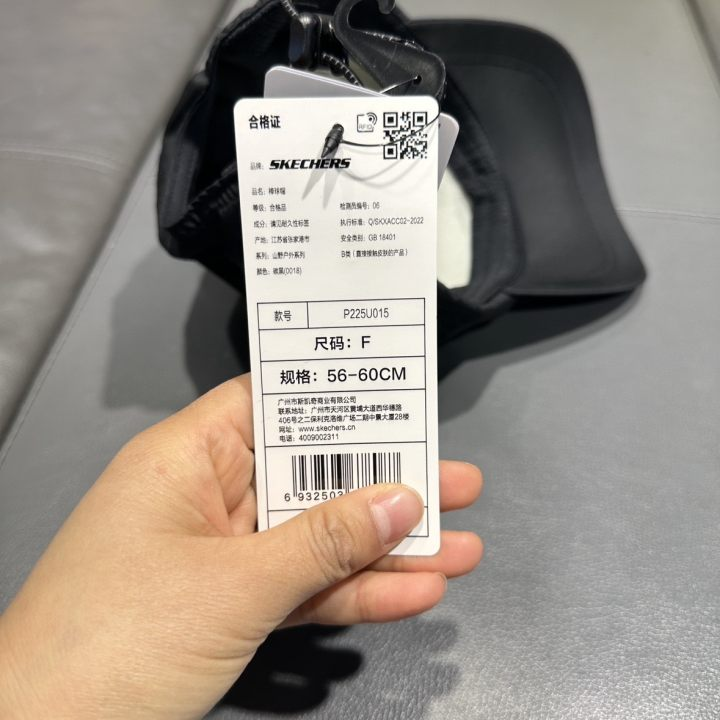 合格证
RFID
品牌: SKECHERS
品名: 棒球帽
等级: 合格品 检测员编号: 06
成分: 请见耐久性标签 执行标准: Q/SKXACC02-2022
产地: 江苏省张家港市 安全类别: GB 18401
系列: 山野户外系列 B类（直接接触皮肤的产品）
颜色: 碳黑(0018)
款号 P225U015
尺码: F
规格: 56-60CM
广州市斯凯奇商业有限公司
联系地址: 广州市天河区黄埔大道西华穗路
406号之二保利克洛维广场二期中景大厦28楼
网址: www.skechers.cn
电话: 4009002311
6 932503